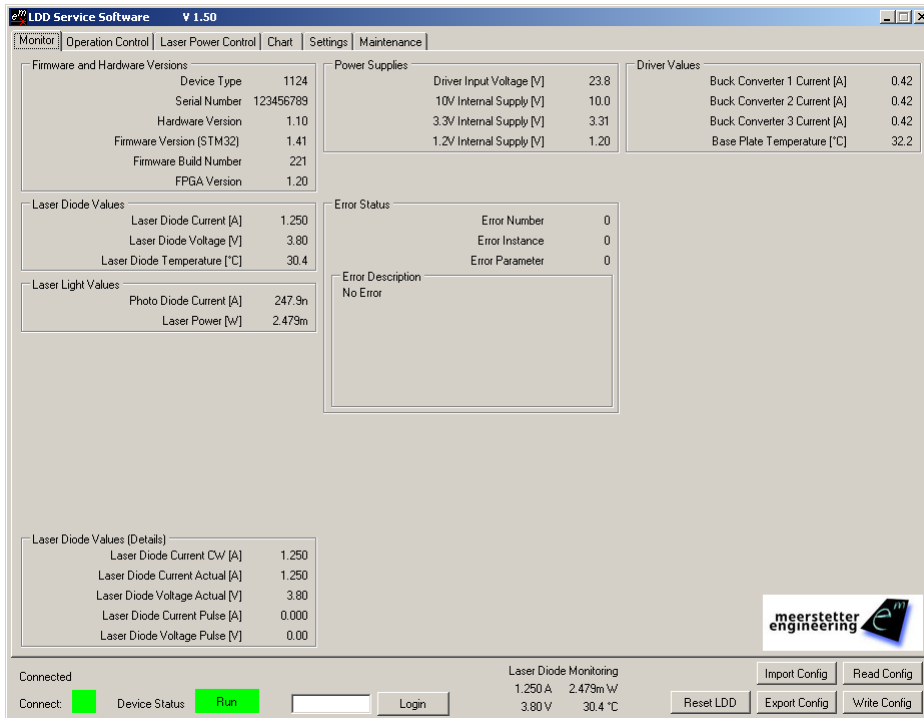 LDD Service Software V 1.50
Monitor Operation Control Laser Power Control Chart Settings Maintenance
Firmware and Hardware Versions
Device Type 1124
Serial Number 123456789
Hardware Version 1.10
Firmware Version (STM32) 1.41
Firmware Build Number 221
FPGA Version 1.20
Power Supplies
Driver Input Voltage [V] 23.8
10V Internal Supply [V] 10.0
3.3V Internal Supply [V] 3.31
1.2V Internal Supply [V] 1.20
Driver Values
Buck Converter 1 Current [A] 0.42
Buck Converter 2 Current [A] 0.42
Buck Converter 3 Current [A] 0.42
Base Plate Temperature [°C] 32.2
Laser Diode Values
Laser Diode Current [A] 1.250
Laser Diode Voltage [V] 3.80
Laser Diode Temperature [°C] 30.4
Laser Light Values
Photo Diode Current [A] 247.9n
Laser Power [W] 2.479m
Error Status
Error Number 0
Error Instance 0
Error Parameter 0
Error Description
No Error
Laser Diode Values (Details)
Laser Diode Current CW [A] 1.250
Laser Diode Current Actual [A] 1.250
Laser Diode Voltage Actual [V] 3.80
Laser Diode Current Pulse [A] 0.000
Laser Diode Voltage Pulse [V] 0.00
meerstetter
engineering
em
Connected
Connect: Device Status Run Login
Laser Diode Monitoring
1.250 A 2.479m W
3.80 V 30.4 °C
Import Config Read Config
Reset LDD Export Config Write Config